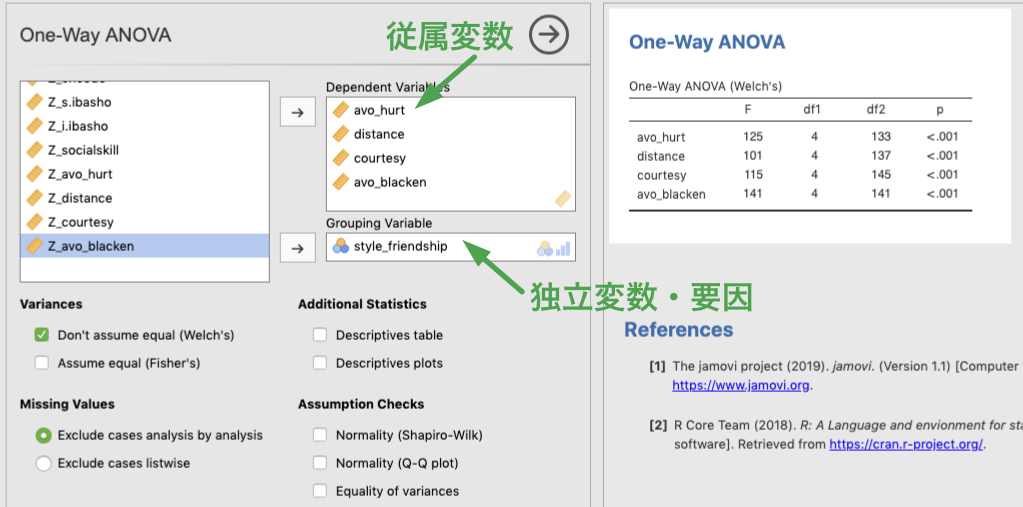 One-Way ANOVA
従属変数
Z_s.ibasho
Z_i.ibasho
Z_socialskill
Z_avo_hurt
Z_distance
Z_courtesy
Z_avo_blacken
Dependent Variables
avo_hurt
distance
courtesy
avo_blacken
Grouping Variable
style_friendship
独立変数・要因
Variances
Don't assume equal (Welch's)
Assume equal (Fisher's)
Missing Values
Exclude cases analysis by analysis
Exclude cases listwise
Additional Statistics
Descriptives table
Descriptives plots
Assumption Checks
Normality (Shapiro-Wilk)
Normality (Q-Q plot)
Equality of variances
One-Way ANOVA
One-Way ANOVA (Welch's)
F df1 df2 p
avo_hurt 125 4 133 <.001
distance 101 4 137 <.001
courtesy 115 4 145 <.001
avo_blacken 141 4 141 <.001
References
[1] The jamovi project (2019). jamovi. (Version 1.1) [Computer
https://www.jamovi.org.
[2] R Core Team (2018). R: A Language and envionment for sta
software]. Retrieved from https://cran.r-project.org/.